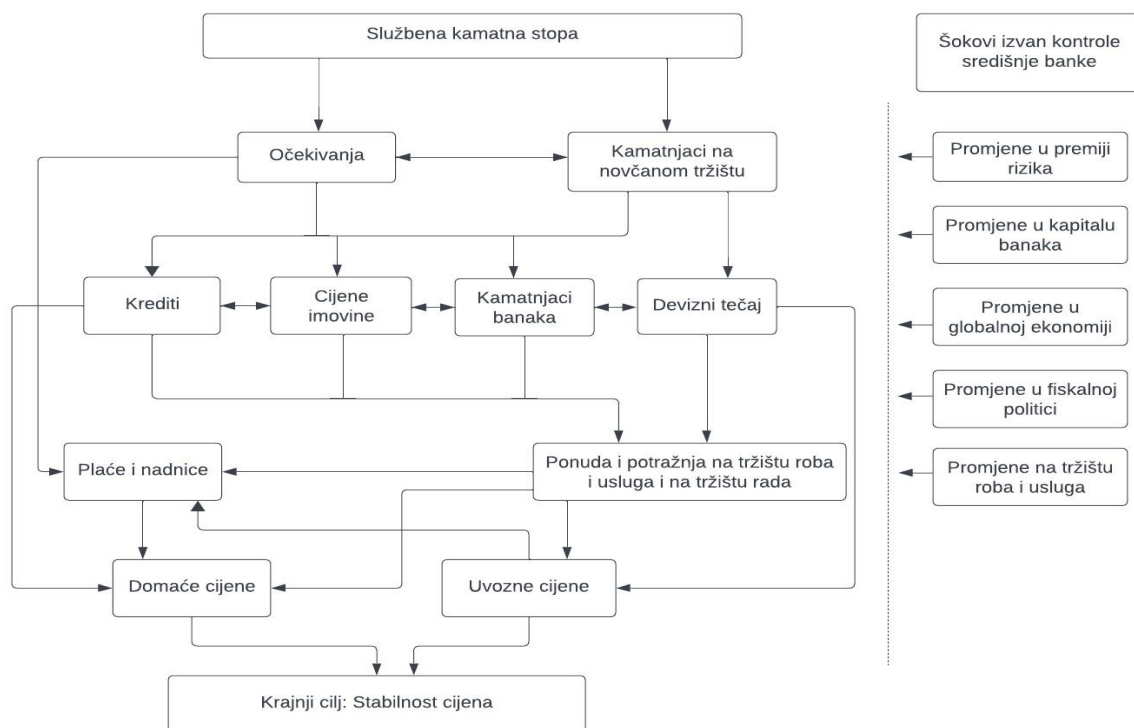 Službena kamatna stopa
Šokovi izvan kontrole
središnje banke
Očekivanja
Kamatnjaci na
novčanom tržištu
Promjene u premiji
rizika
Promjene u kapitalu
banaka
Krediti
Cijene
imovine
Kamatnjaci
banaka
Devizni tečaj
Promjene u
globalnoj ekonomiji
Promjene u fiskalnoj
politici
Plaće i nadnice
Ponuda i potražnja na tržištu roba
i usluga i na tržištu rada
Promjene na tržištu
roba i usluga
Domaće cijene
Uvozne cijene
Krajnji cilj: Stabilnost cijena